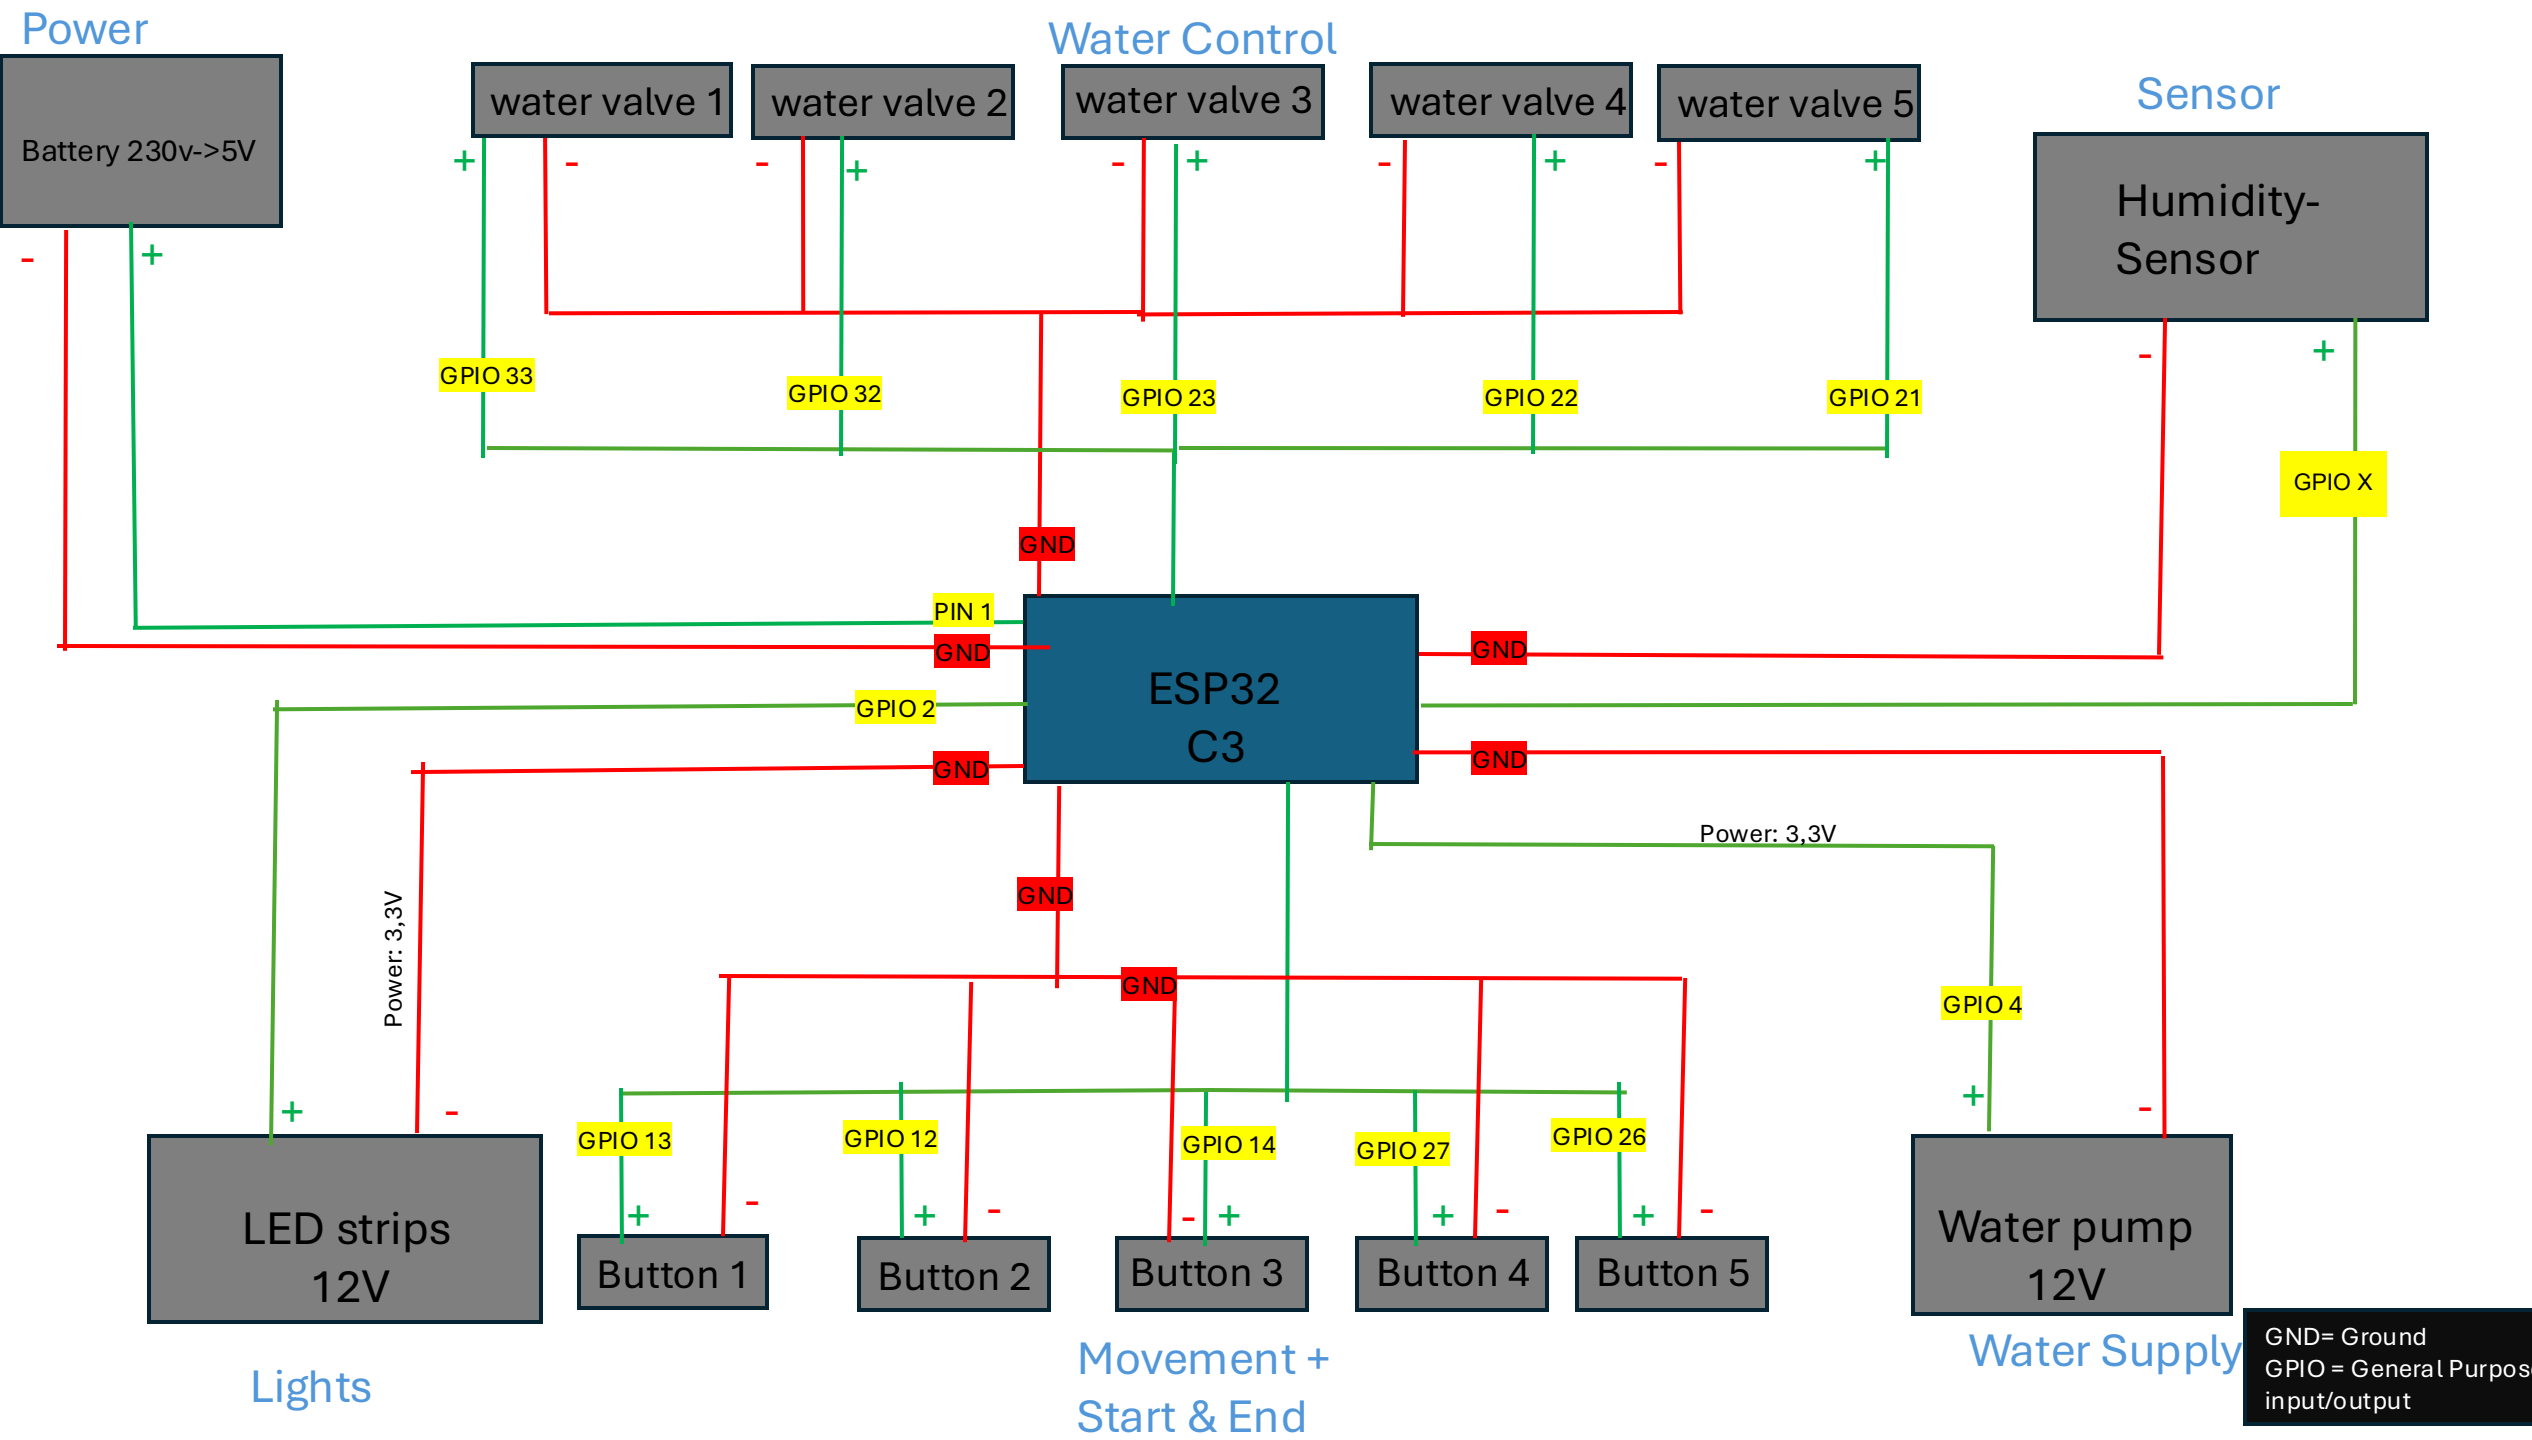 Power
Water Control
Sensor
Battery 230v->5V
water valve 1
water valve 2
water valve 3
water valve 4
water valve 5
Humidity-
Sensor
- +
+ -
- +
- +
- +
- +
- +
GPIO 33
GPIO 32
GPIO 23
GPIO 22
GPIO 21
GPIO X
GND
PIN 1
GND
GND
ESP32
C3
GPIO 2
GND
GND
Power: 3,3V
Power: 3,3V
GND
GND
GPIO 4
GPIO 13
GPIO 12
GPIO 14
GPIO 27
GPIO 26
+ -
+ -
+ -
- +
+ -
+ -
+ -
LED strips
12V
Button 1
Button 2
Button 3
Button 4
Button 5
Water pump
12V
Lights
Movement +
Start & End
Water Supply
GND= Ground
GPIO = General Purpos
input/output